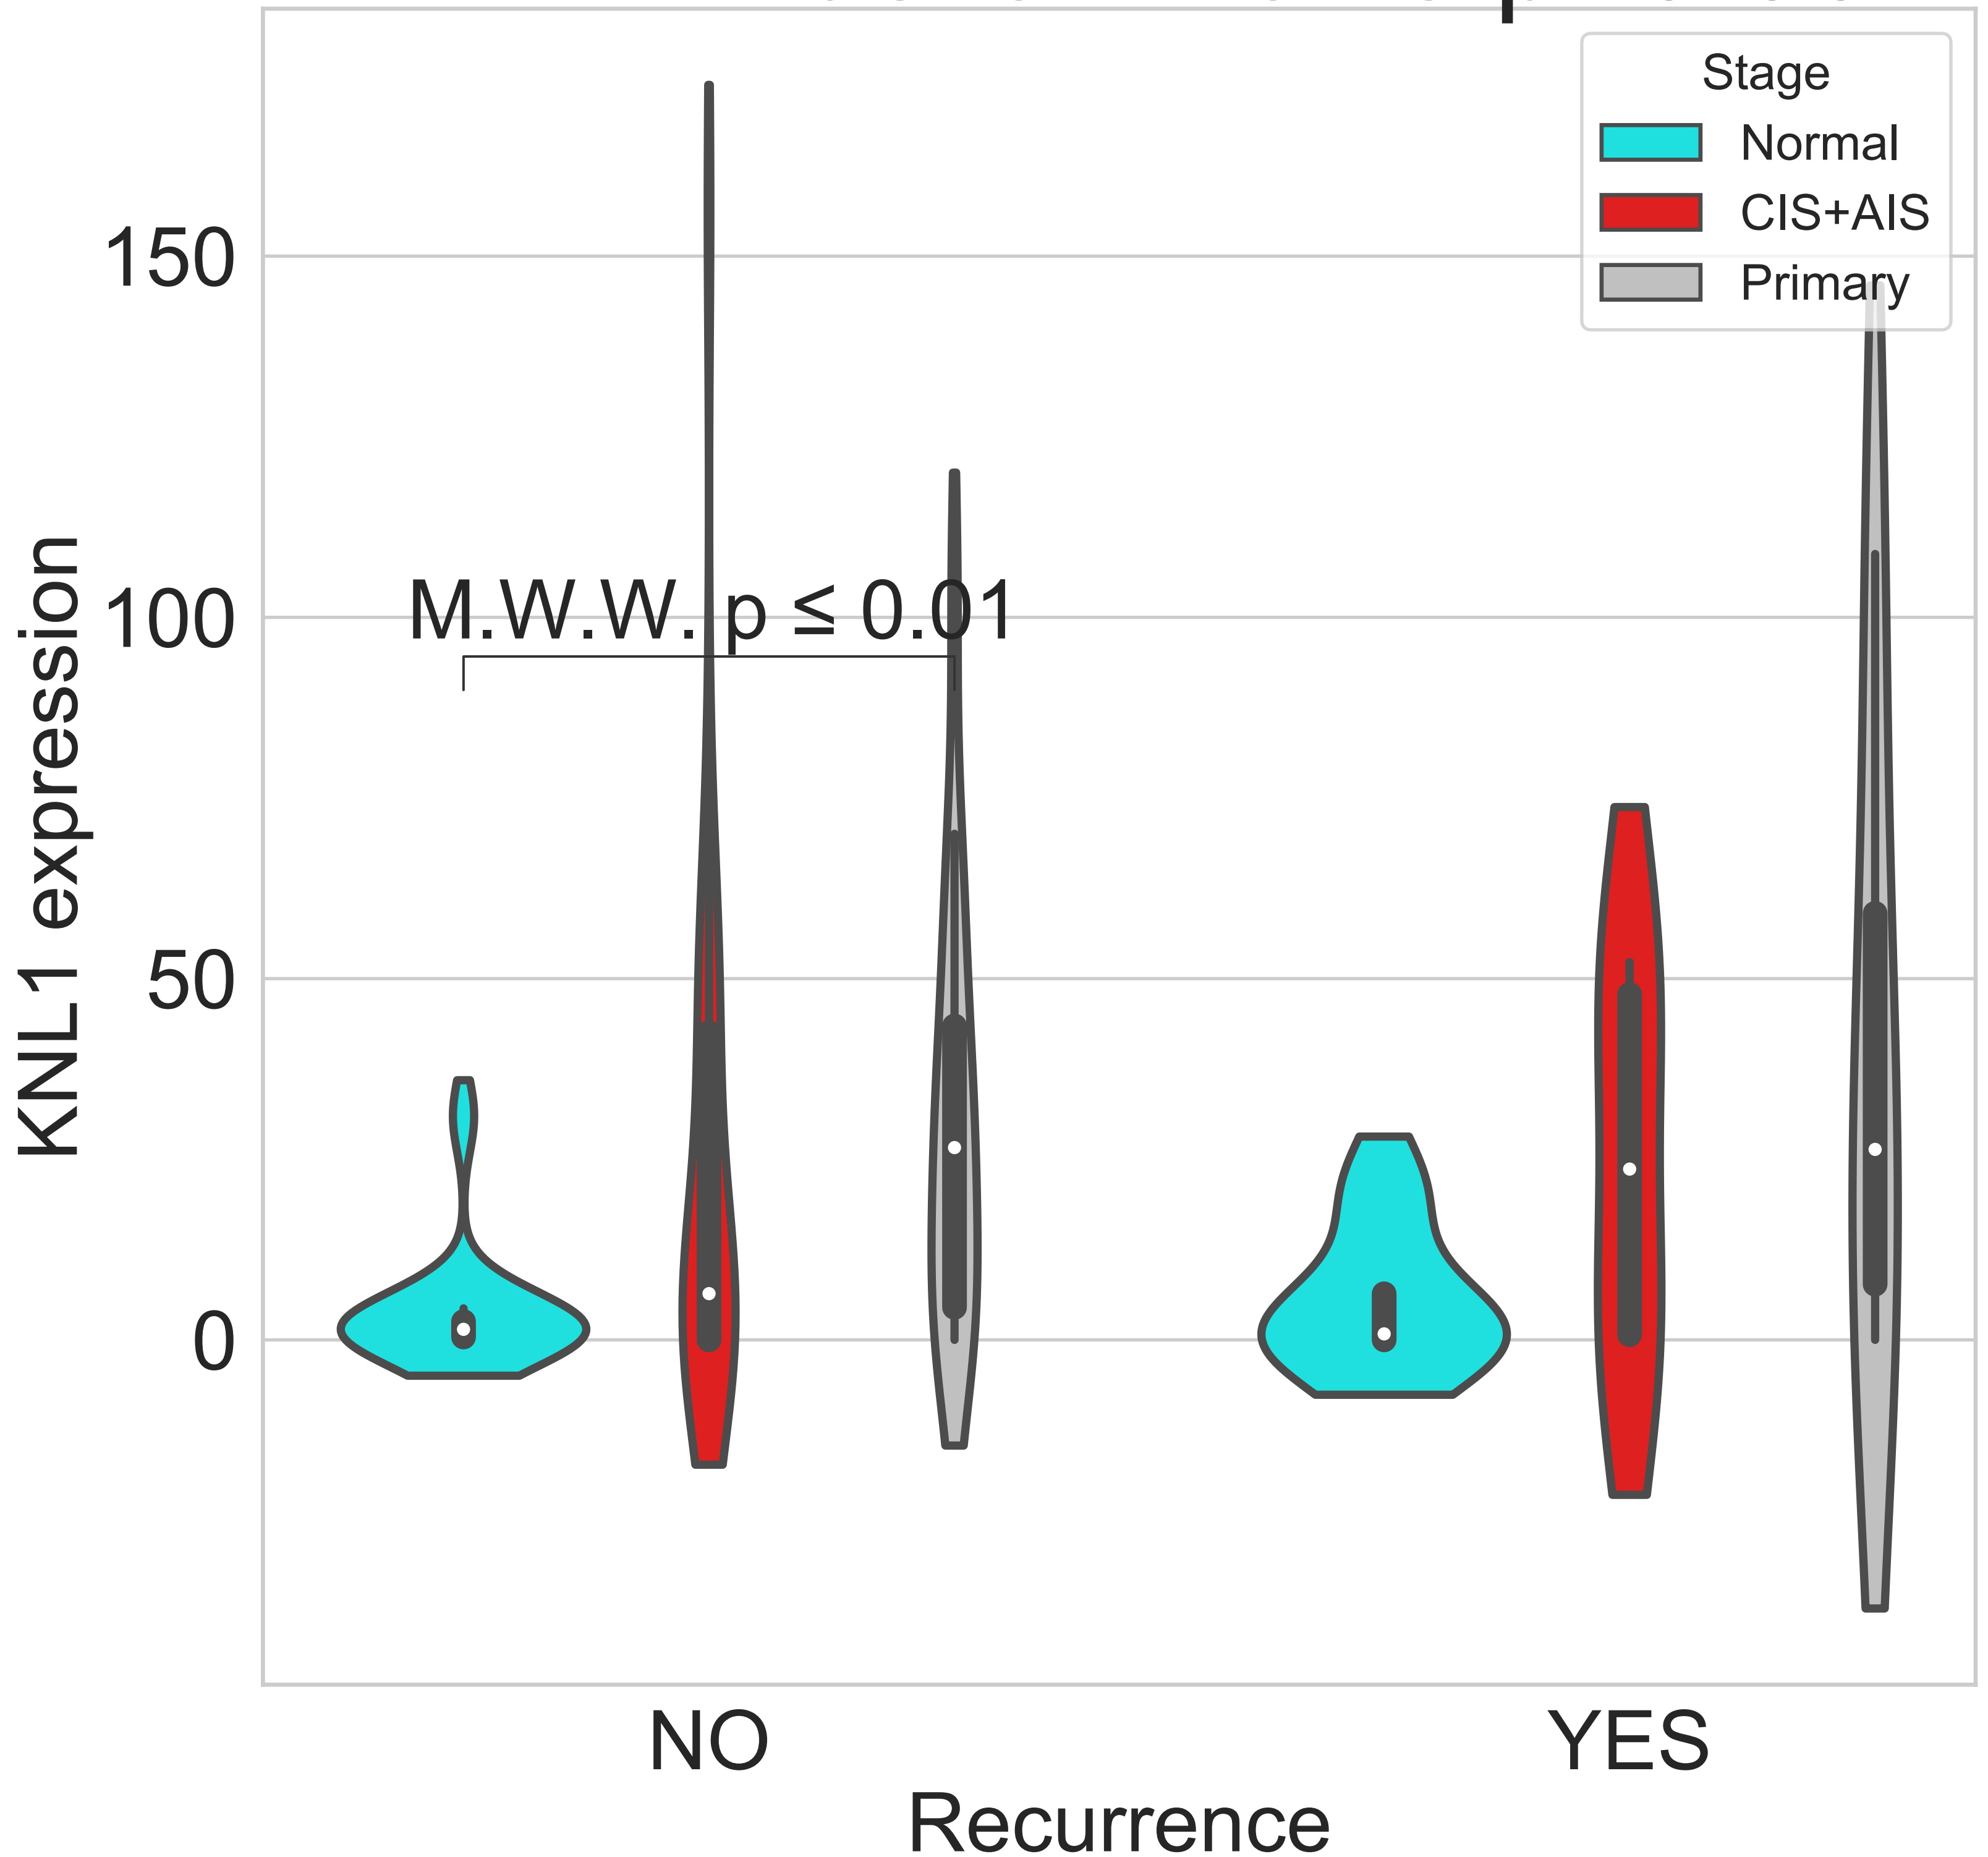 Stage
Normal
CIS+AIS
Primary
150
100
50
0
KNL1 expression
M.W.W. p ≤ 0.01
NO
YES
Recurrence